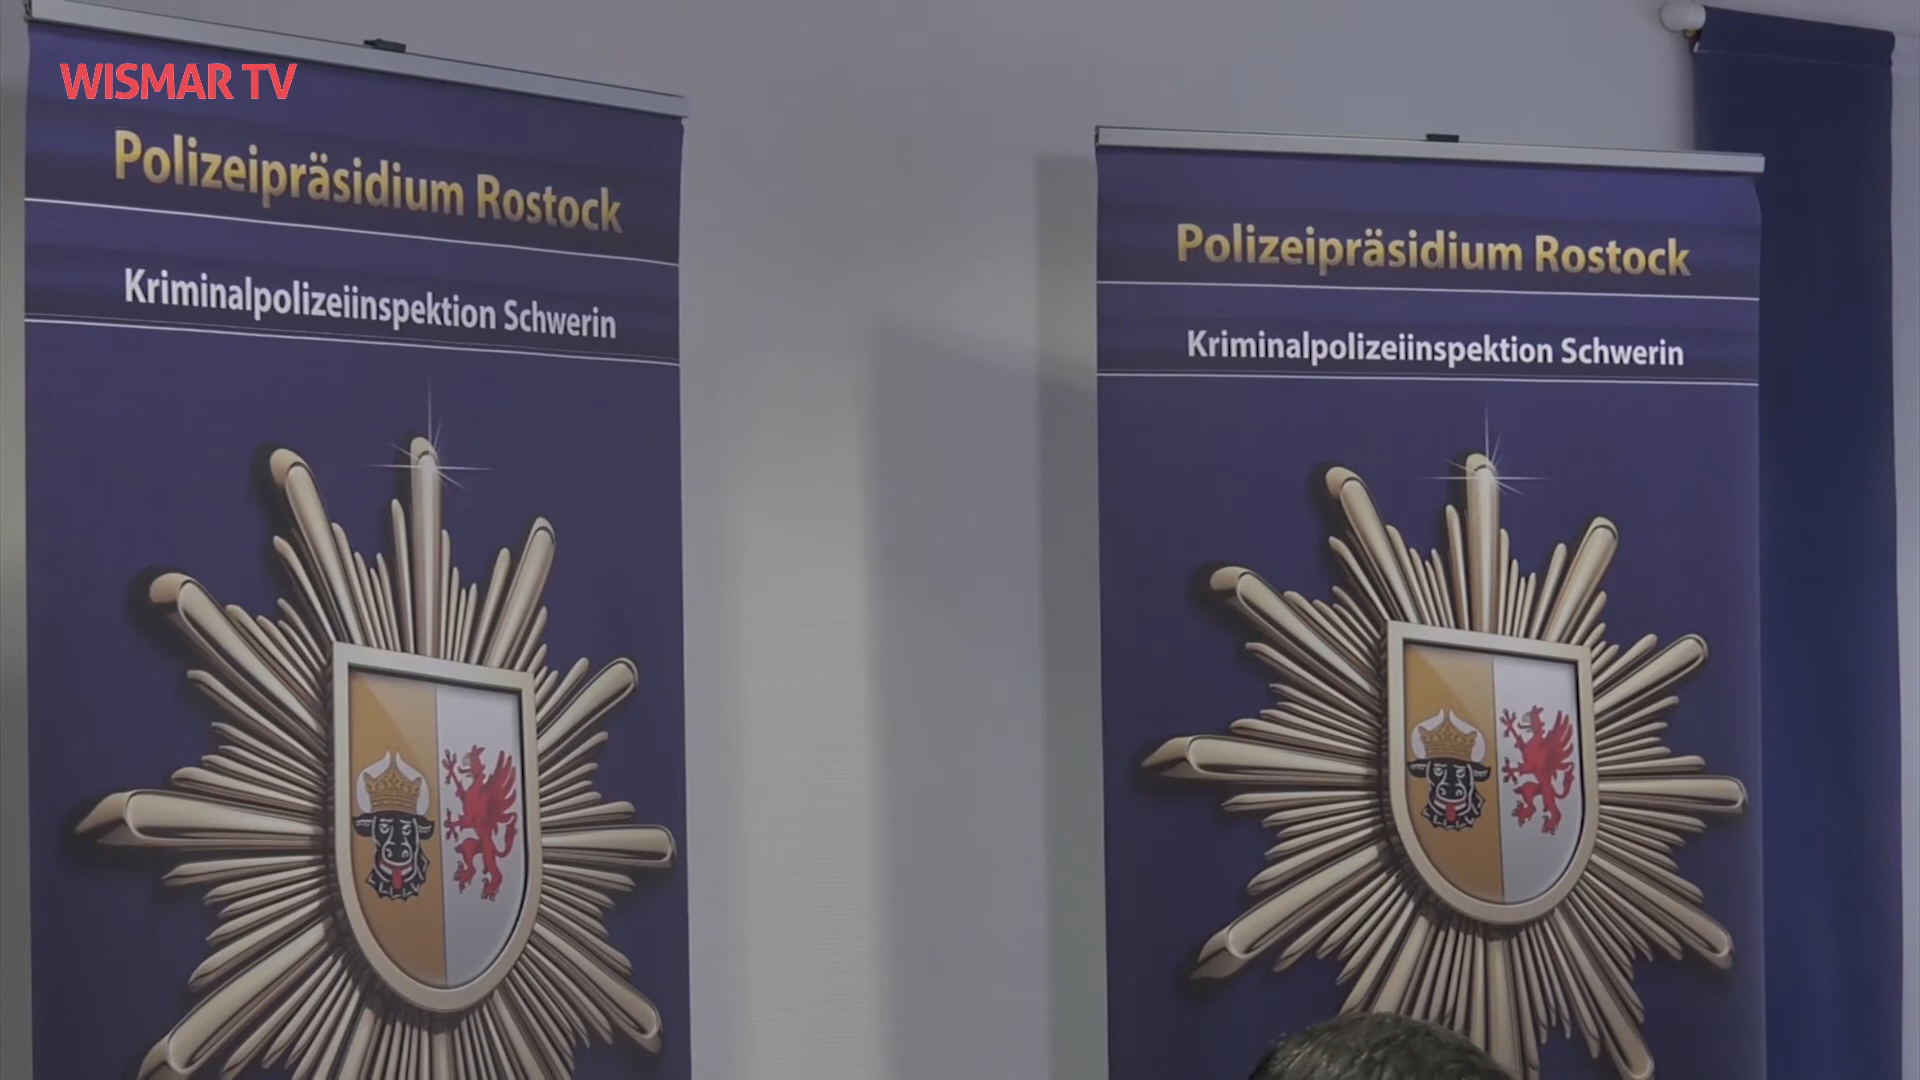 WISMAR TV
Polizeipräsidium Rostock
Kriminalpolizeiinspektion Schwerin
Polizeipräsidium Rostock
Kriminalpolizeiinspektion Schwerin